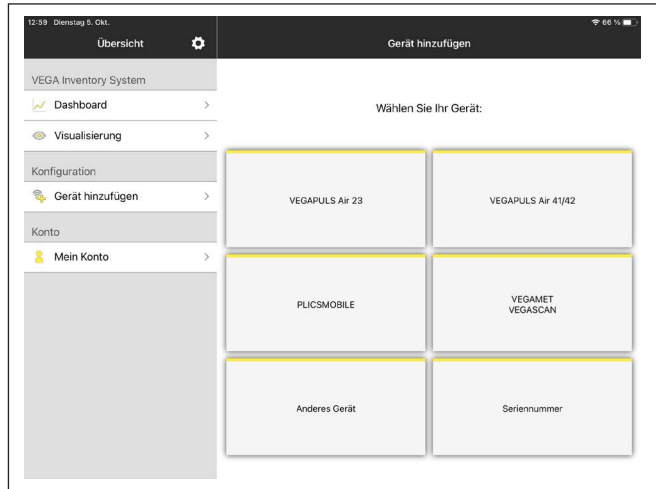 12:59 Dienstag 5. Okt.
66 %
Übersicht
Gerät hinzufügen
VEGA Inventory System
Dashboard
Visualisierung
Konfiguration
Gerät hinzufügen
Konto
Mein Konto
Wählen Sie Ihr Gerät:
VEGAPULS Air 23
VEGAPULS Air 41/42
PLICSMOBILE
VEGAMET
VEGASCAN
Anderes Gerät
Seriennummer